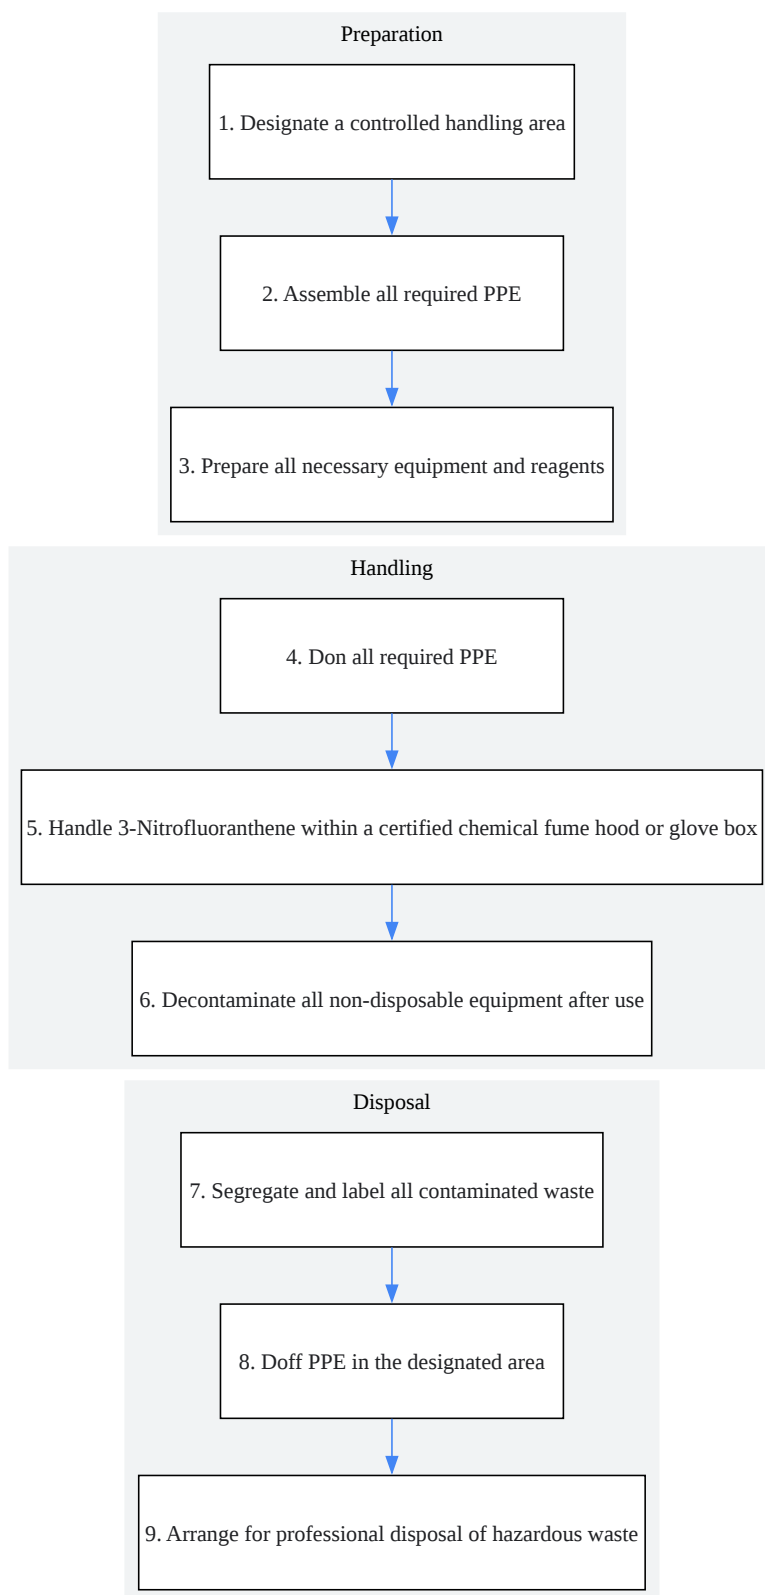 Preparation
1. Designate a controlled handling area
2. Assemble all required PPE
3. Prepare all necessary equipment and reagents
Handling
4. Don all required PPE
5. Handle 3-Nitrofluoranthene within a certified chemical fume hood or glove box
6. Decontaminate all non-disposable equipment after use
Disposal
7. Segregate and label all contaminated waste
8. Doff PPE in the designated area
9. Arrange for professional disposal of hazardous waste